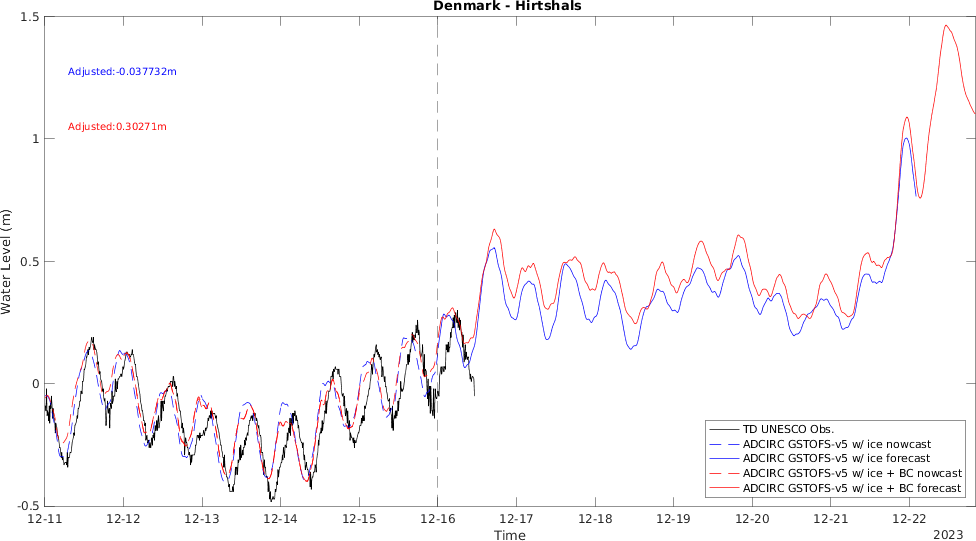 Denmark - Hirtshals
1.5
Adjusted:-0.037732m
Adjusted:0.30271m
1
0.5
0
-0.5
Water Level (m)
TD UNESCO Obs.
ADCIRC GSTOFS-v5 w/ ice nowcast
ADCIRC GSTOFS-v5 w/ ice forecast
ADCIRC GSTOFS-v5 w/ ice + BC nowcast
ADCIRC GSTOFS-v5 w/ ice + BC forecast
12-11 12-12 12-13 12-14 12-15 12-16 12-17 12-18 12-19 12-20 12-21 12-22
Time
2023